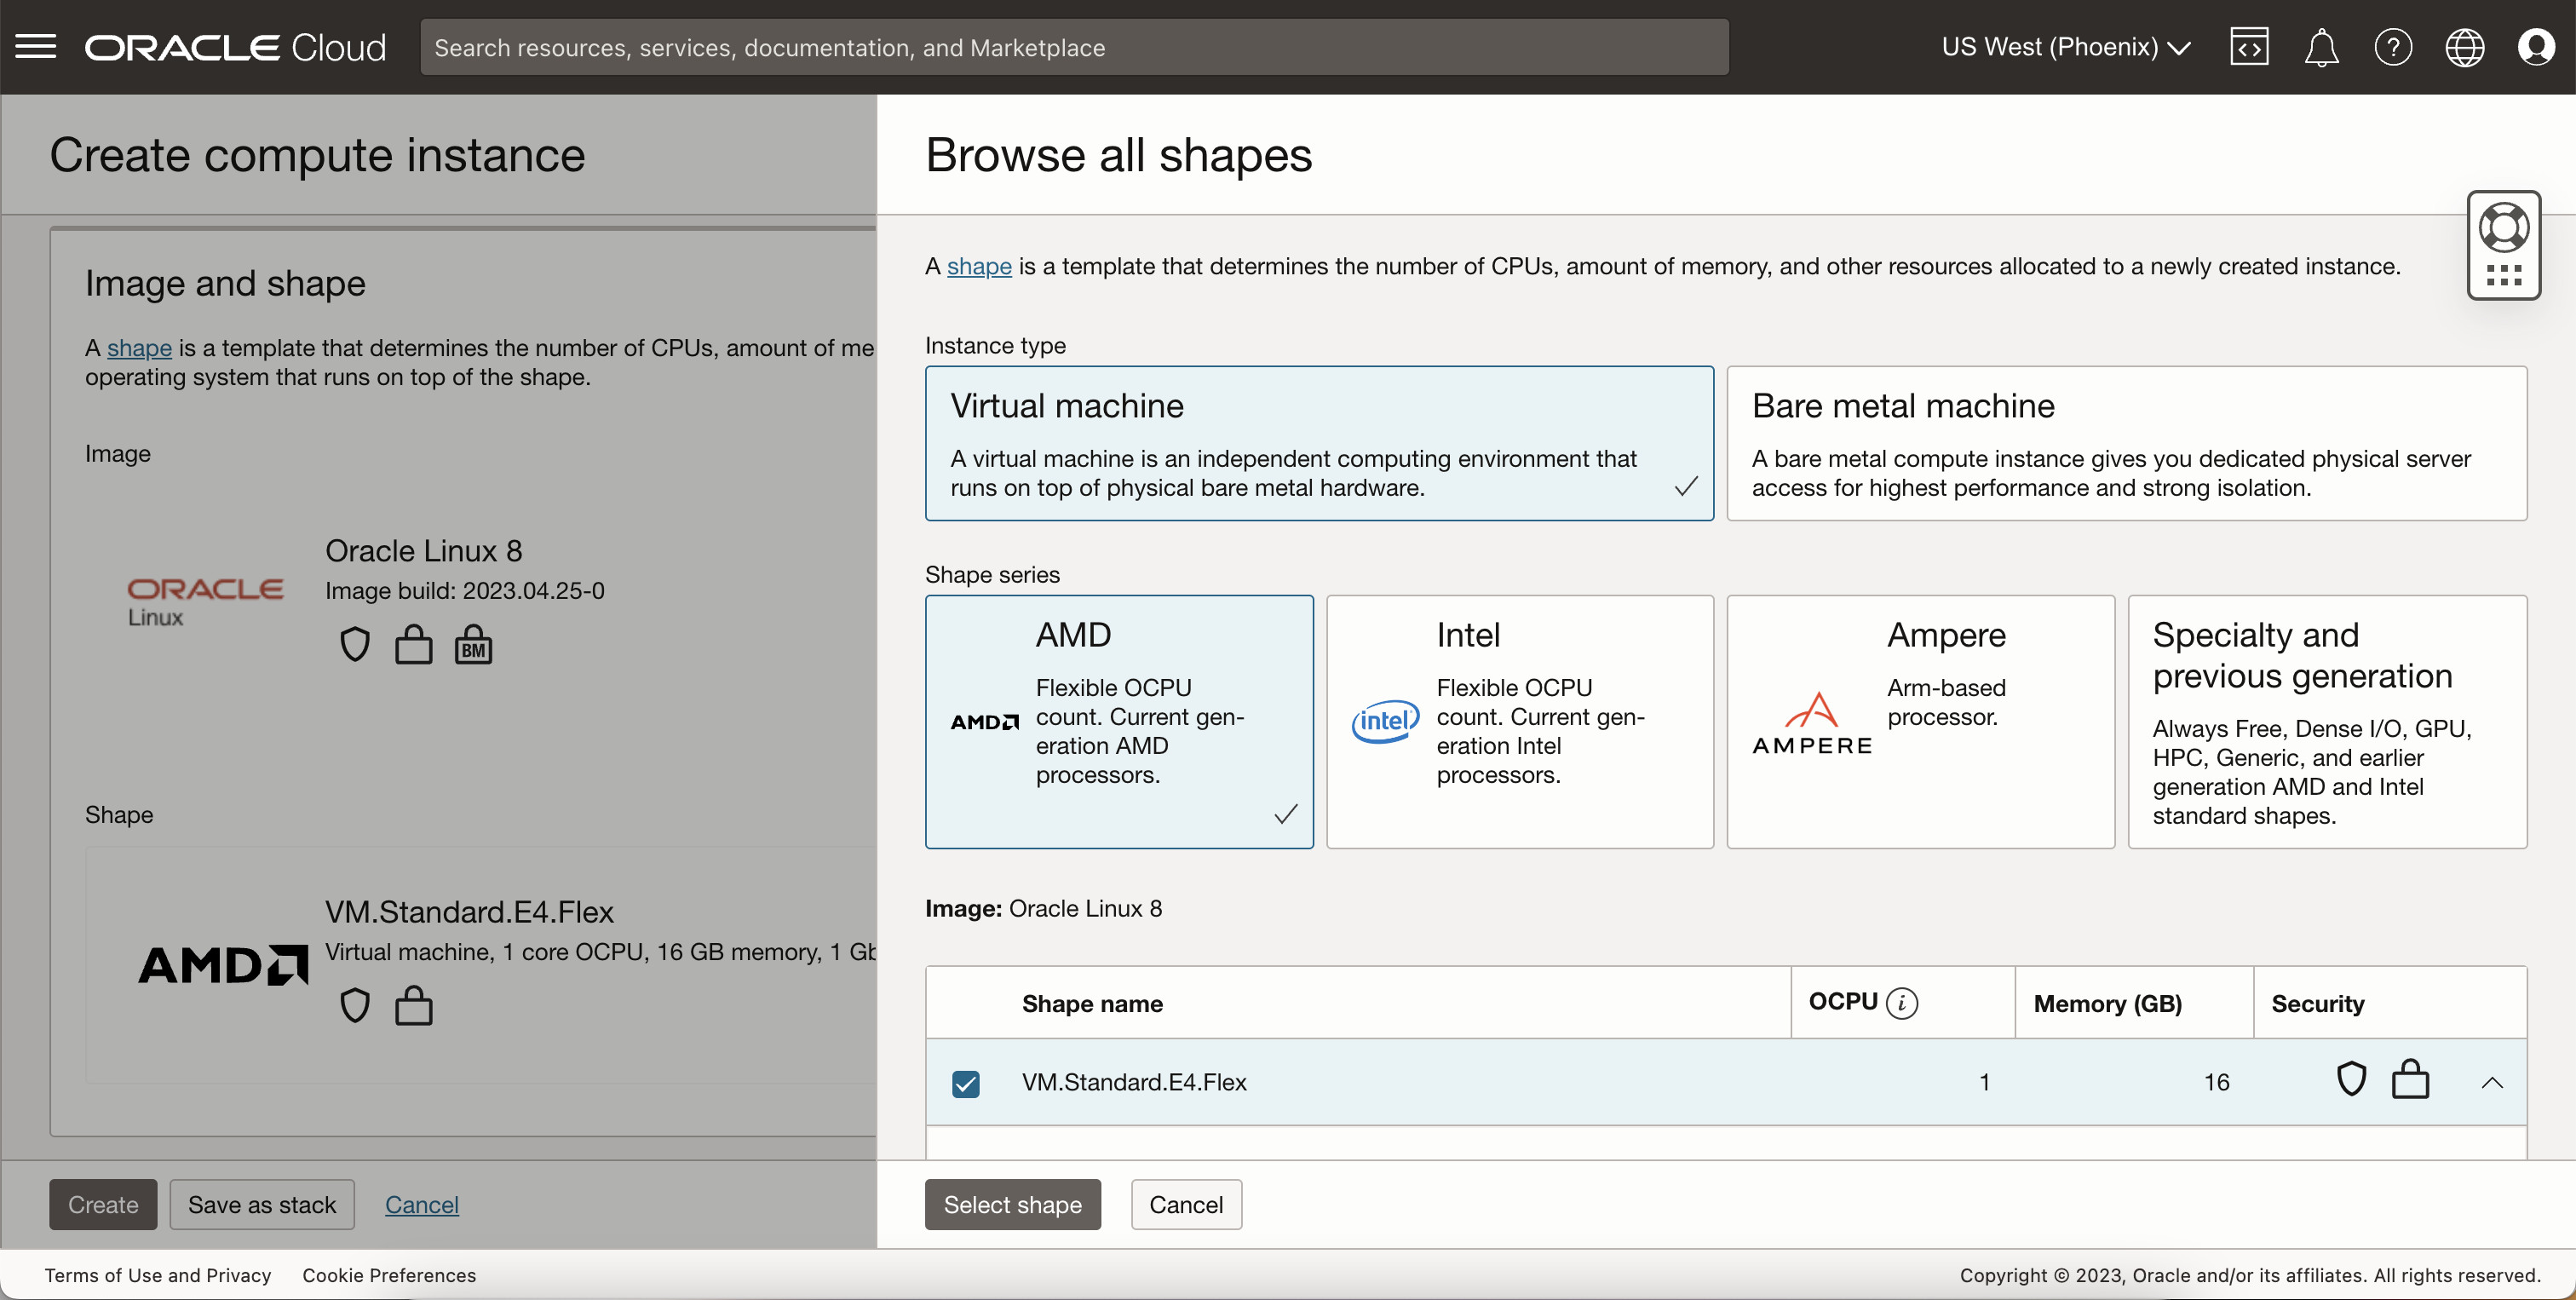 ORACLE Cloud
Search resources, services, documentation, and Marketplace
US West (Phoenix)
Create compute instance
Image and shape
A shape is a template that determines the number of CPUs, amount of me
operating system that runs on top of the shape.
Image
ORACLE
Linux
Oracle Linux 8
Image build: 2023.04.25-0
BM
Shape
AMD
VM.Standard.E4.Flex
Virtual machine, 1 core OCPU, 16 GB memory, 1 Gb
Create
Save as stack
Cancel
Browse all shapes
A shape is a template that determines the number of CPUs, amount of memory, and other resources allocated to a newly created instance.
Instance type
Virtual machine
A virtual machine is an independent computing environment that
runs on top of physical bare metal hardware.
Bare metal machine
A bare metal compute instance gives you dedicated physical server
access for highest performance and strong isolation.
Shape series
AMD
AMD
Flexible OCPU
count. Current gen-
eration AMD
processors.
intel
Intel
Flexible OCPU
count. Current gen-
eration Intel
processors.
AMPERE
Ampere
Arm-based
processor.
Specialty and
previous generation
Always Free, Dense I/O, GPU,
HPC, Generic, and earlier
generation AMD and Intel
standard shapes.
Image: Oracle Linux 8
Shape name OCPU i Memory (GB) Security
VM.Standard.E4.Flex 1 16
Select shape
Cancel
Terms of Use and Privacy
Cookie Preferences
Copyright © 2023, Oracle and/or its affiliates. All rights reserved.